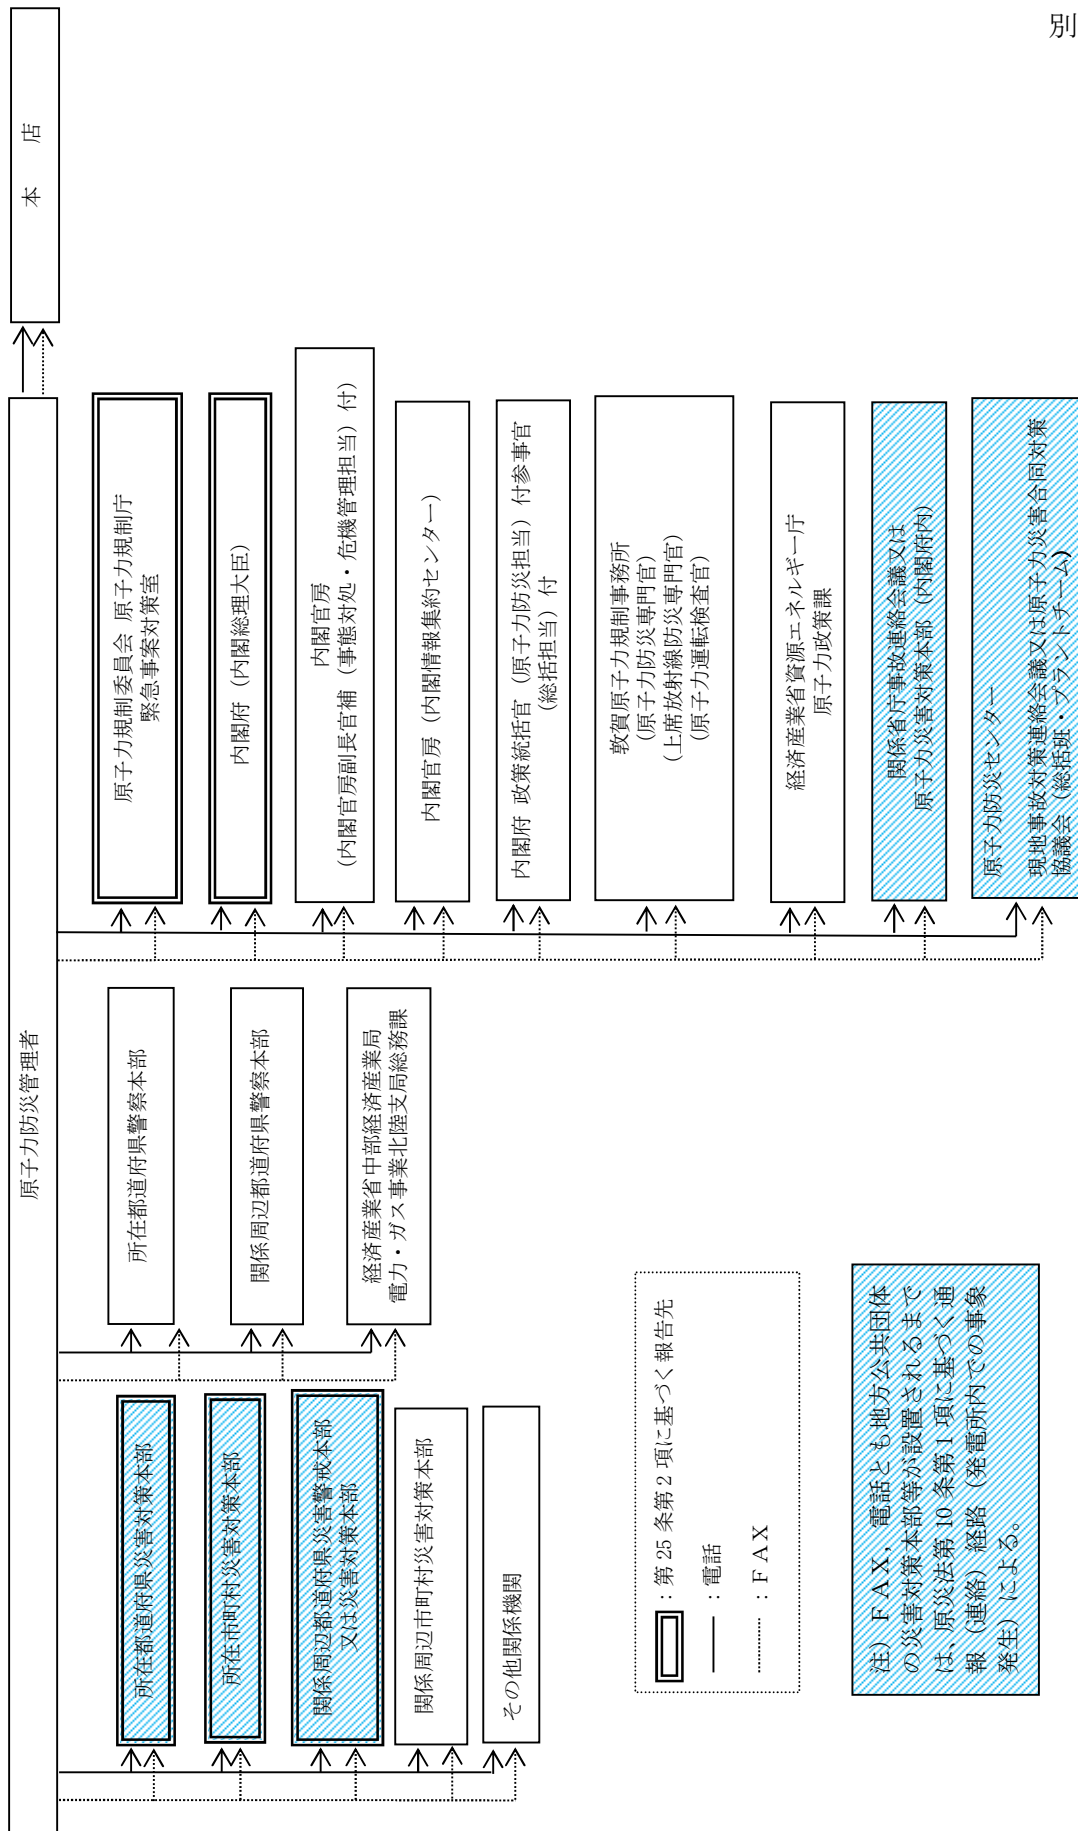 別
原子力防災管理者
本　店
所在都道府県災害対策本部
所在市町村災害対策本部
関係周辺都道府県災害警戒本部
又は災害対策本部
関係周辺市町村災害対策本部
その他関係機関
所在都道府県警察本部
関係周辺都道府県警察本部
経済産業省中部経済産業局
電力・ガス事業北陸支局総務課
原子力規制委員会 原子力規制庁
緊急事案対策室
内閣府（内閣総理大臣）
内閣官房
（内閣官房副長官補（事態対処・危機管理担当）付）
内閣官房（内閣情報集約センター）
内閣府 政策統括官（原子力防災担当）付参事官
（総括担当）付
敦賀原子力規制事務所
（原子力防災専門官）
（上席放射線防災専門官）
（原子力運転検査官）
経済産業省資源エネルギー庁
原子力政策課
関係省庁事故連絡会議又は
原子力災害対策本部（内閣府内）
原子力防災センター
現地事故対策連絡会議又は原子力災害合同対策
協議会（総括班・プラントチーム）
：第 25 条第 2 項に基づく報告先
：電話
：ＦＡＸ
注）ＦＡＸ，電話とも地方公共団体
の災害対策本部等が設置されるまで
は，原災法第 10 条第 1 項に基づく通
報（連絡）経路（発電所内での事象
発生）による。